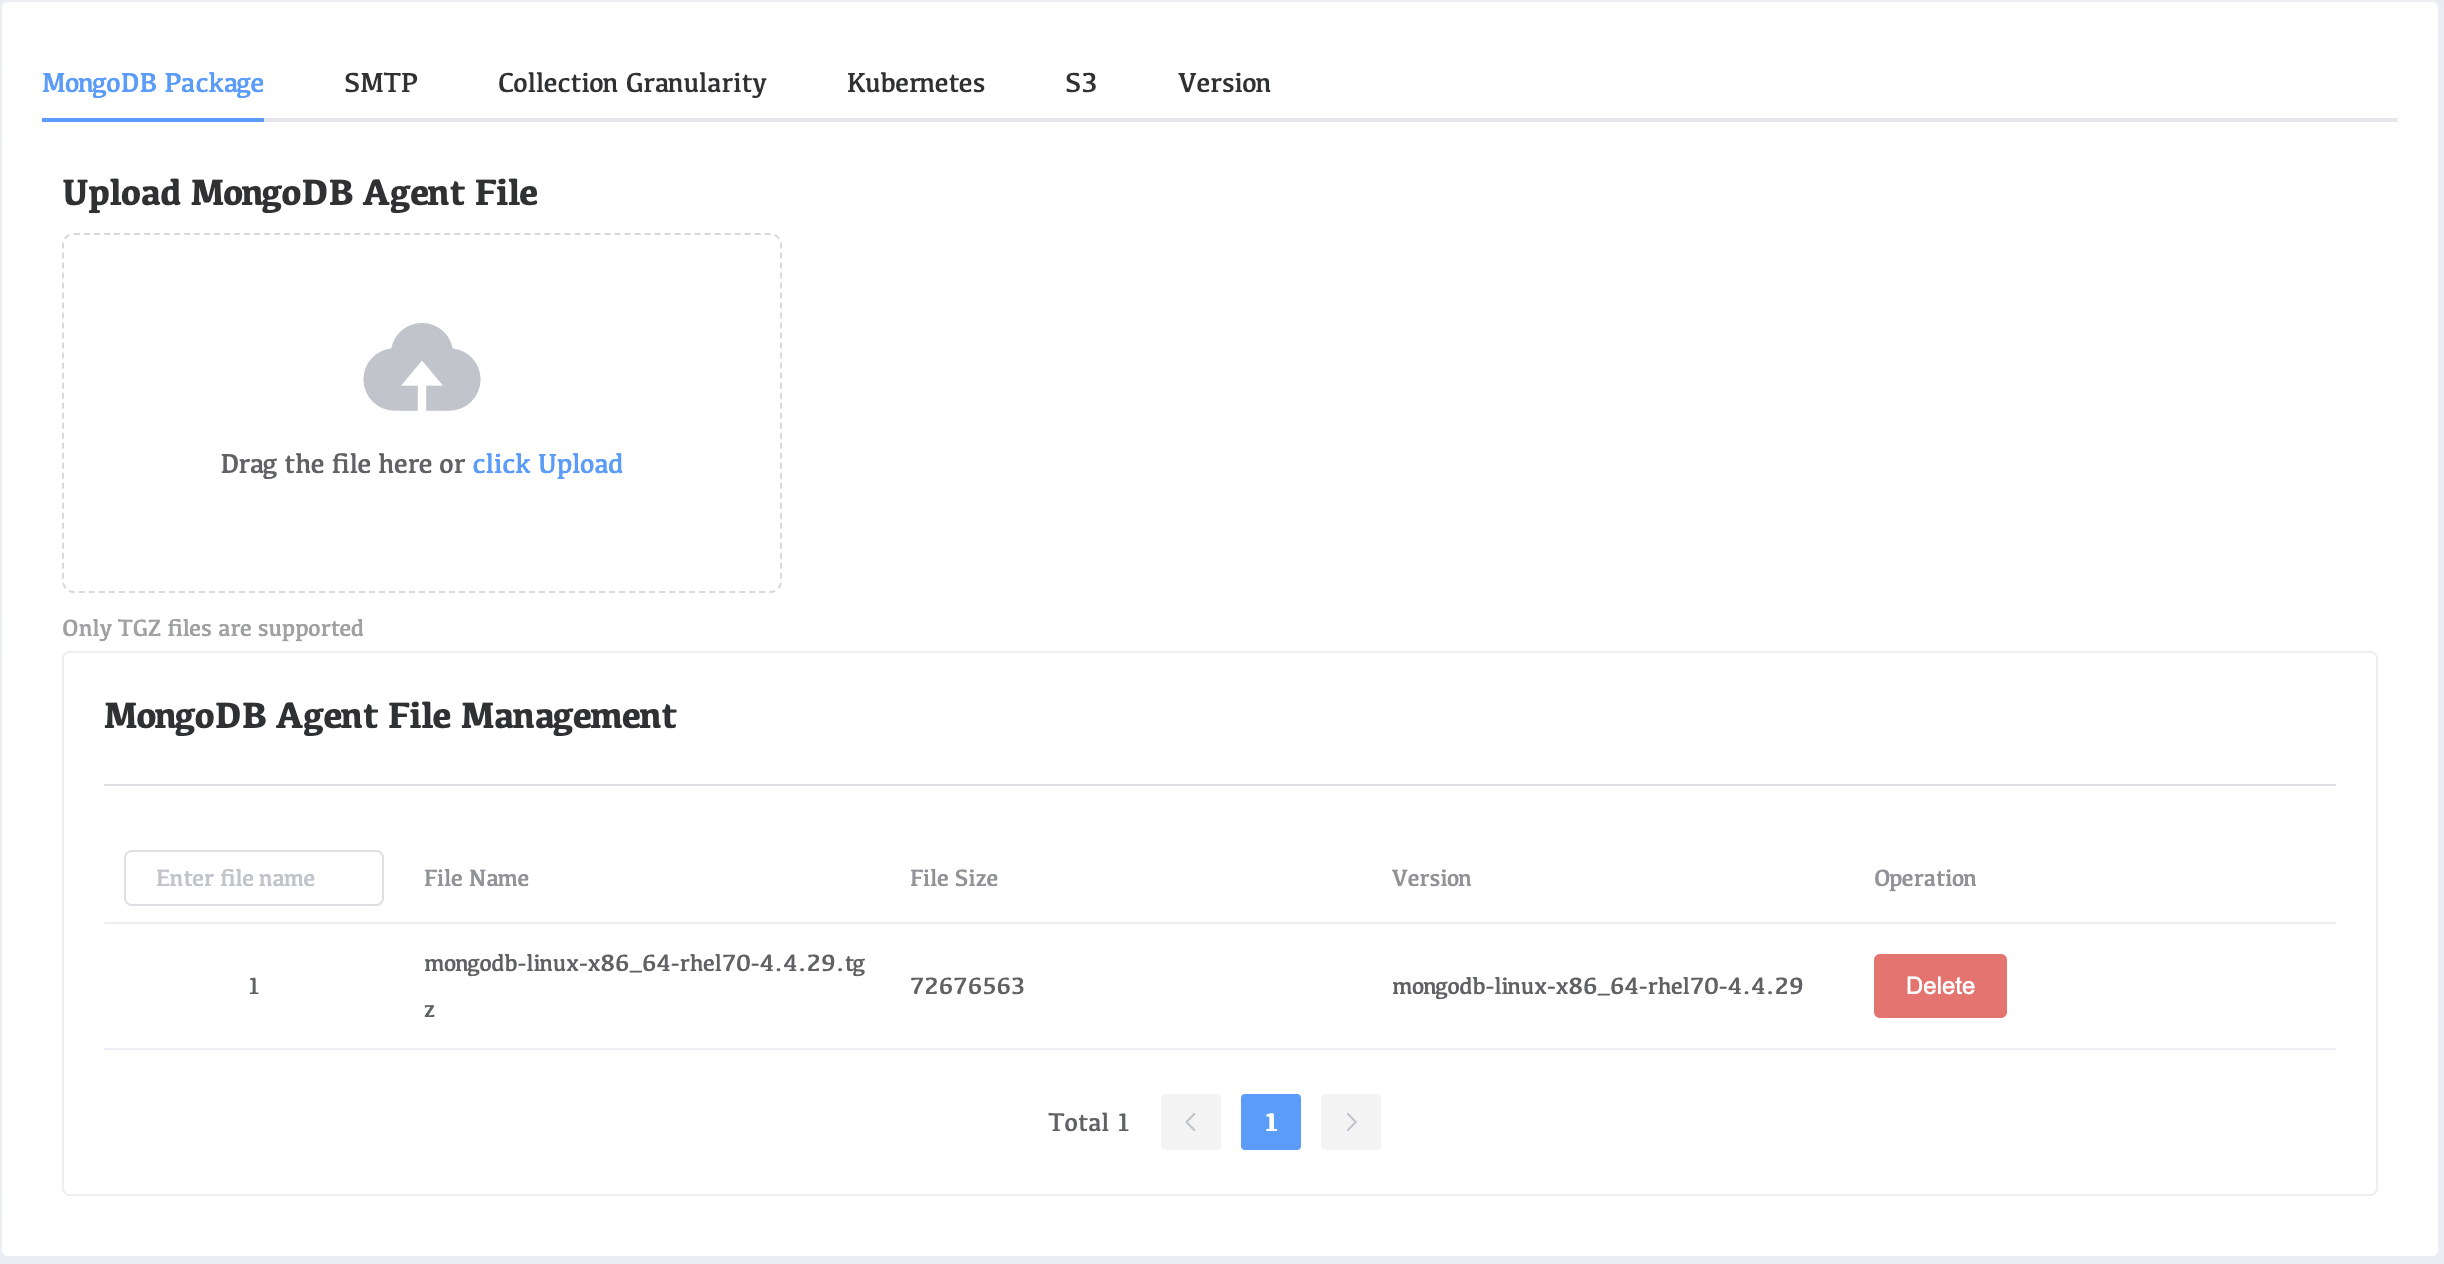 MongoDB Package SMTP Collection Granularity Kubernetes S3 Version
Upload MongoDB Agent File
Drag the file here or click Upload
Only TGZ files are supported
MongoDB Agent File Management
Enter file name File Name File Size Version Operation
1 mongodb-linux-x86_64-rhel70-4.4.29.tg 72676563 mongodb-linux-x86_64-rhel70-4.4.29 Delete
z
Total 1 1